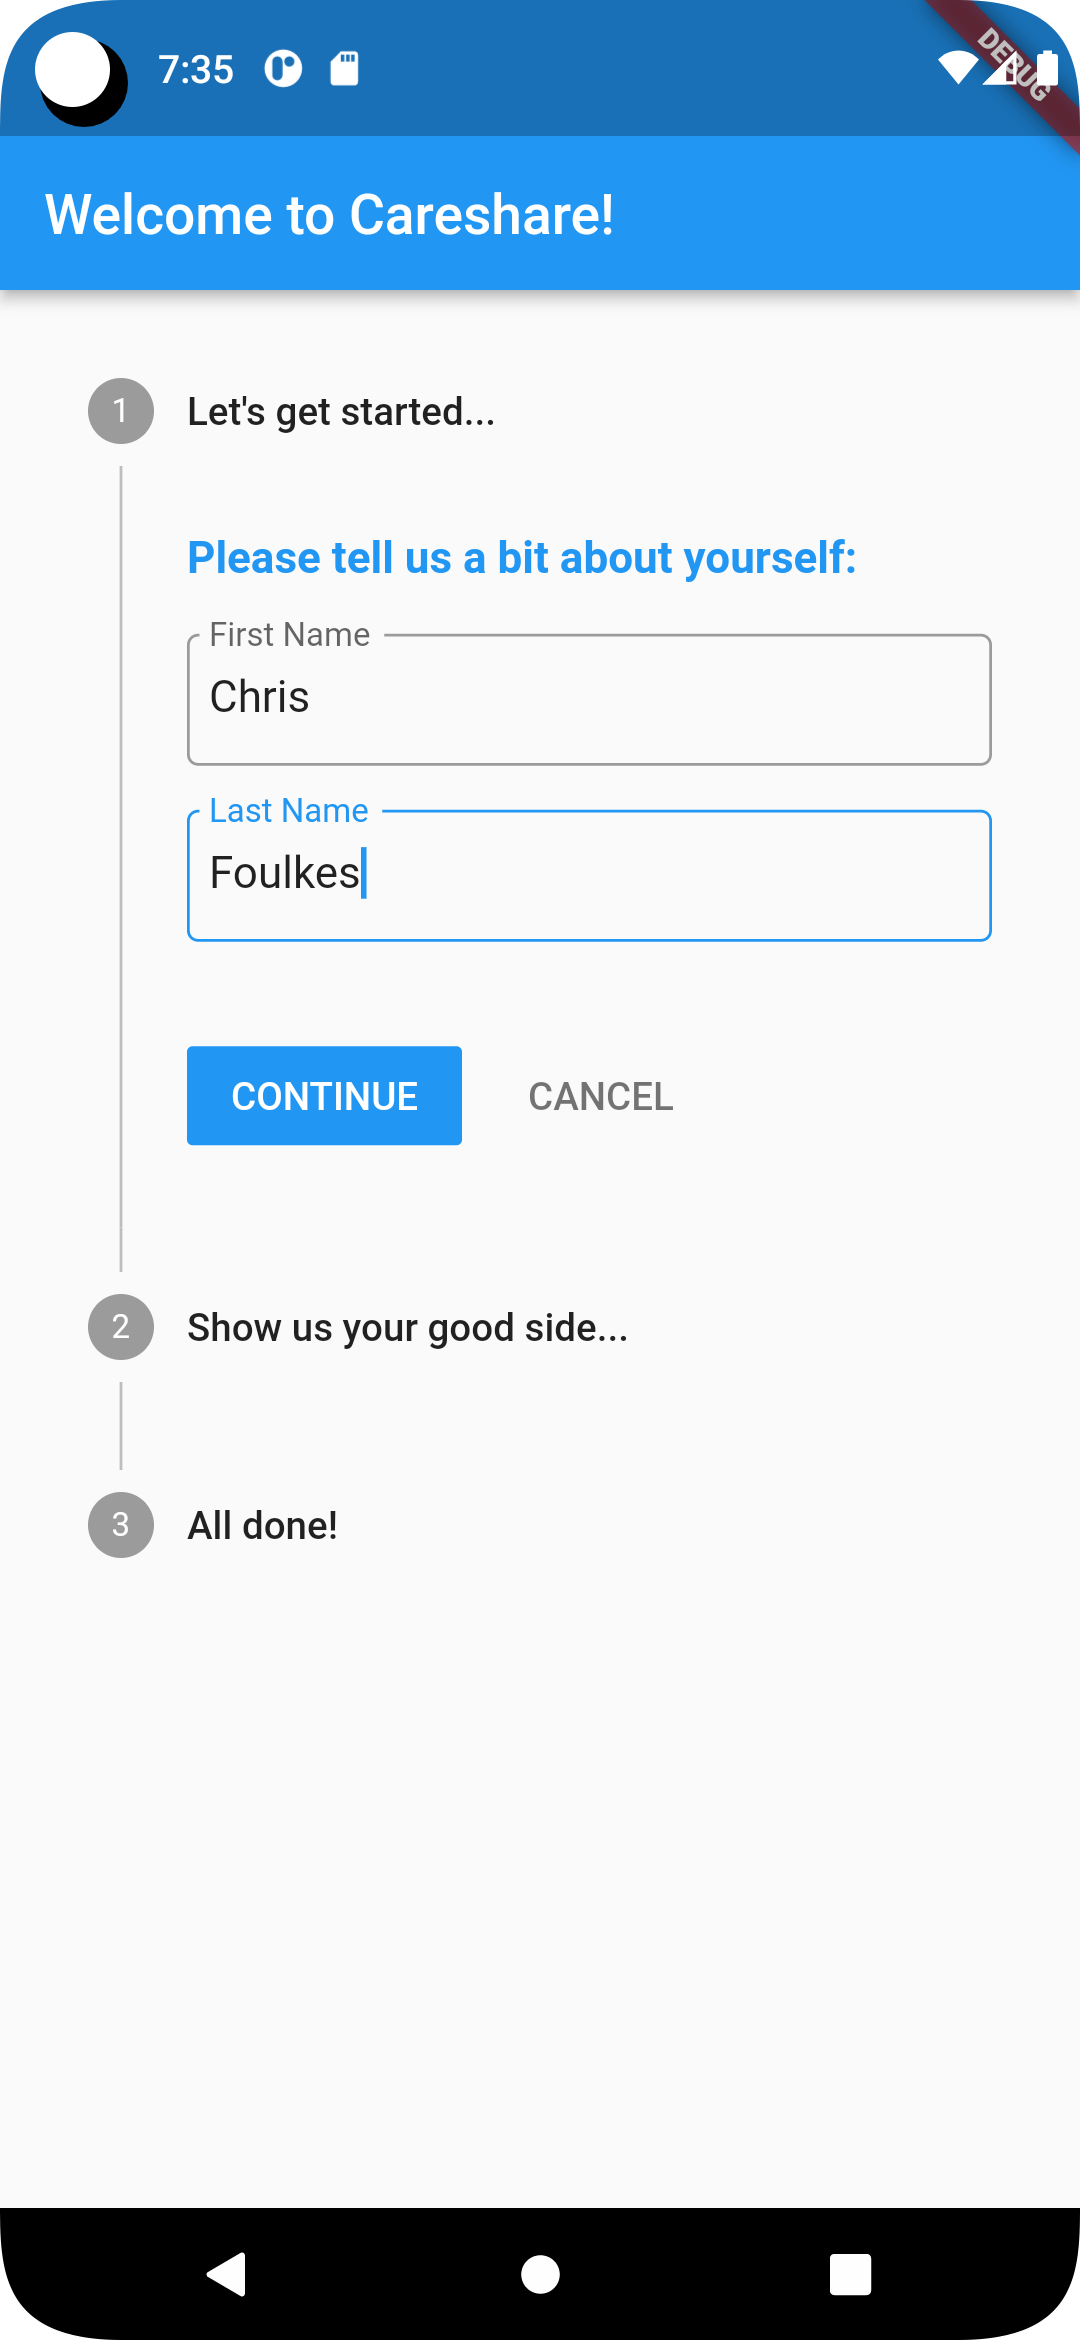 7:35
DEBUG
Welcome to Careshare!
1
Let's get started...
Please tell us a bit about yourself:
First Name
Chris
Last Name
Foulkes
CONTINUE CANCEL
2
Show us your good side...
3
All done!